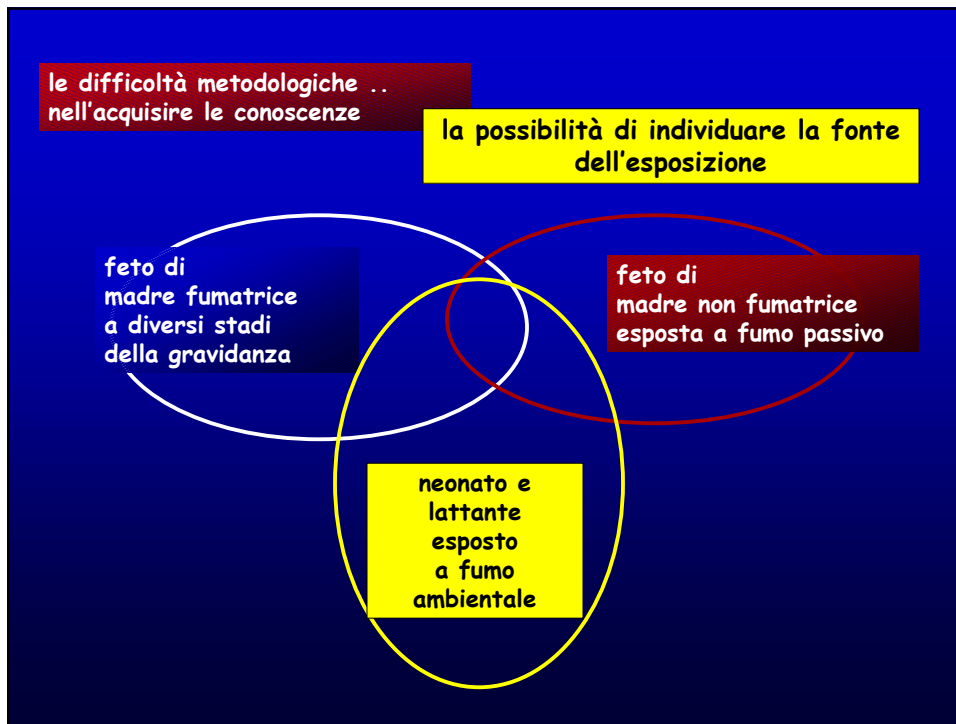 le difficoltà metodologiche ..
nell’acquisire le conoscenze
la possibilità di individuare la fonte
dell’esposizione
feto di
madre fumatrice
a diversi stadi
della gravidanza
feto di
madre non fumatrice
esposta a fumo passivo
neonato e
lattante
esposto
a fumo
ambientale